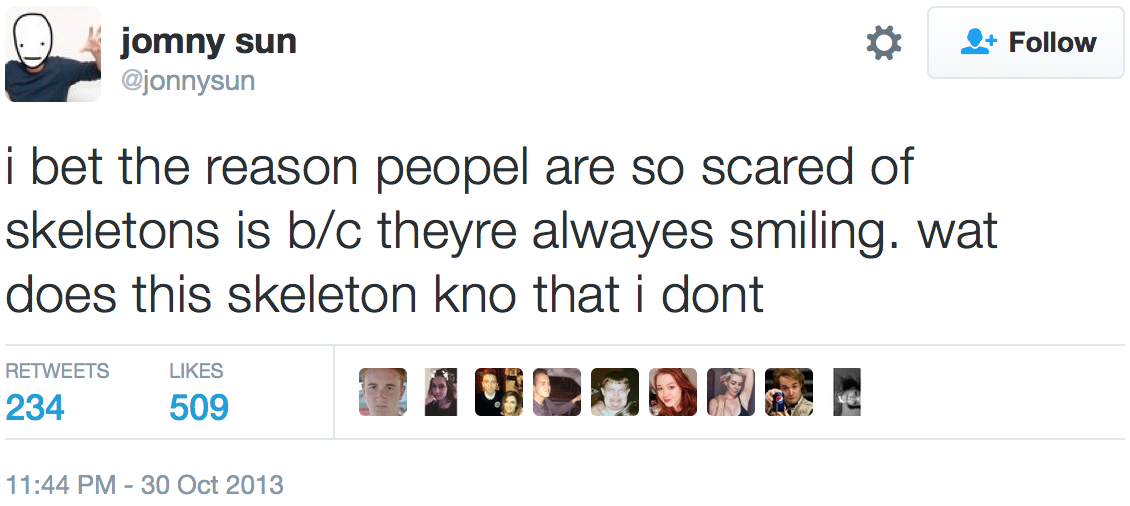 jomny sun
@jonnysun
Follow
i bet the reason peopel are so scared of
skeletons is b/c theyre alwayes smiling. wat
does this skeleton kno that i dont
RETWEETS
LIKES
234
509
11:44 PM - 30 Oct 2013